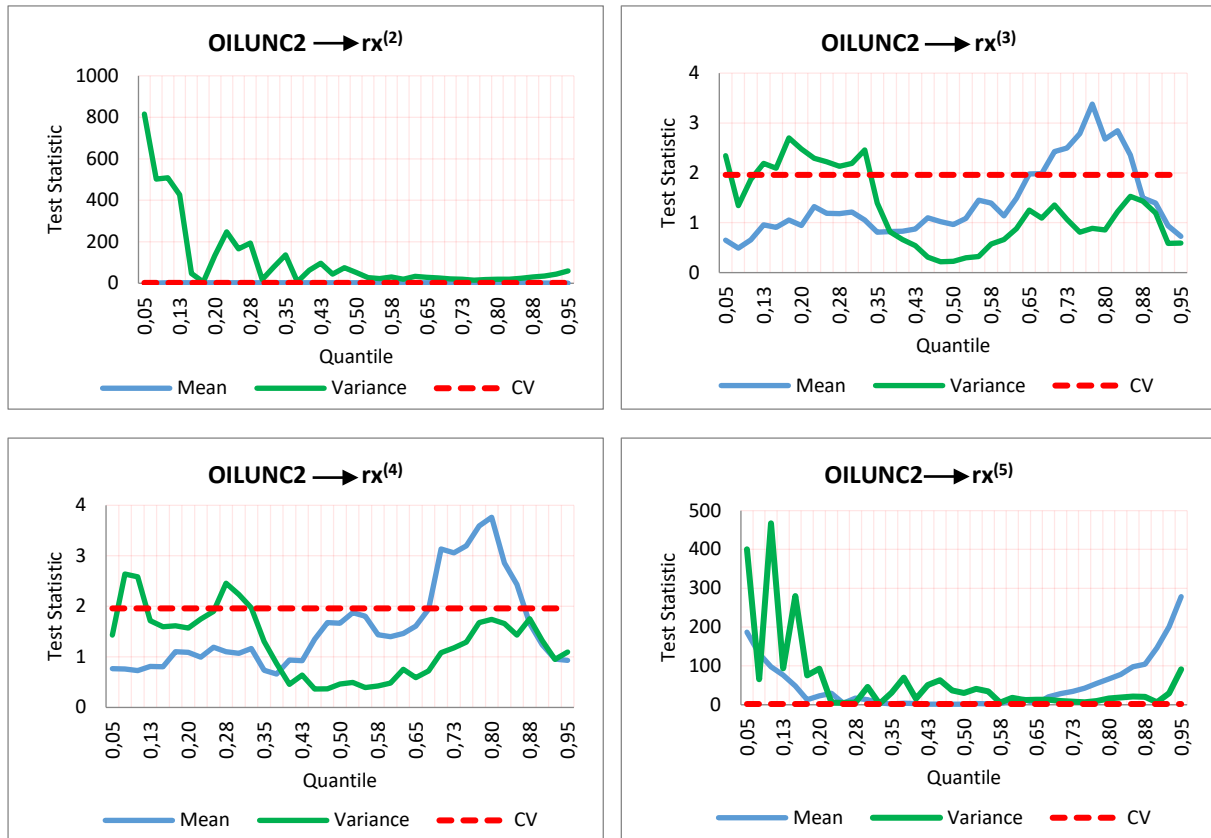 OILUNC2 → rx(2)
Test Statistic
1000
800
600
400
200
0
0,05 0,13 0,20 0,28 0,35 0,43 0,50 0,58 0,65 0,73 0,80 0,88 0,95
Quantile
Mean Variance CV
OILUNC2 → rx(3)
Test Statistic
4
3
2
1
0
0,05 0,13 0,20 0,28 0,35 0,43 0,50 0,58 0,65 0,73 0,80 0,88 0,95
Quantile
Mean Variance CV
OILUNC2 → rx(4)
Test Statistic
4
3
2
1
0
0,05 0,13 0,20 0,28 0,35 0,43 0,50 0,58 0,65 0,73 0,80 0,88 0,95
Quantile
Mean Variance CV
OILUNC2 → rx(5)
Test Statistic
500
400
300
200
100
0
0,05 0,13 0,20 0,28 0,35 0,43 0,50 0,58 0,65 0,73 0,80 0,88 0,95
Quantile
Mean Variance CV